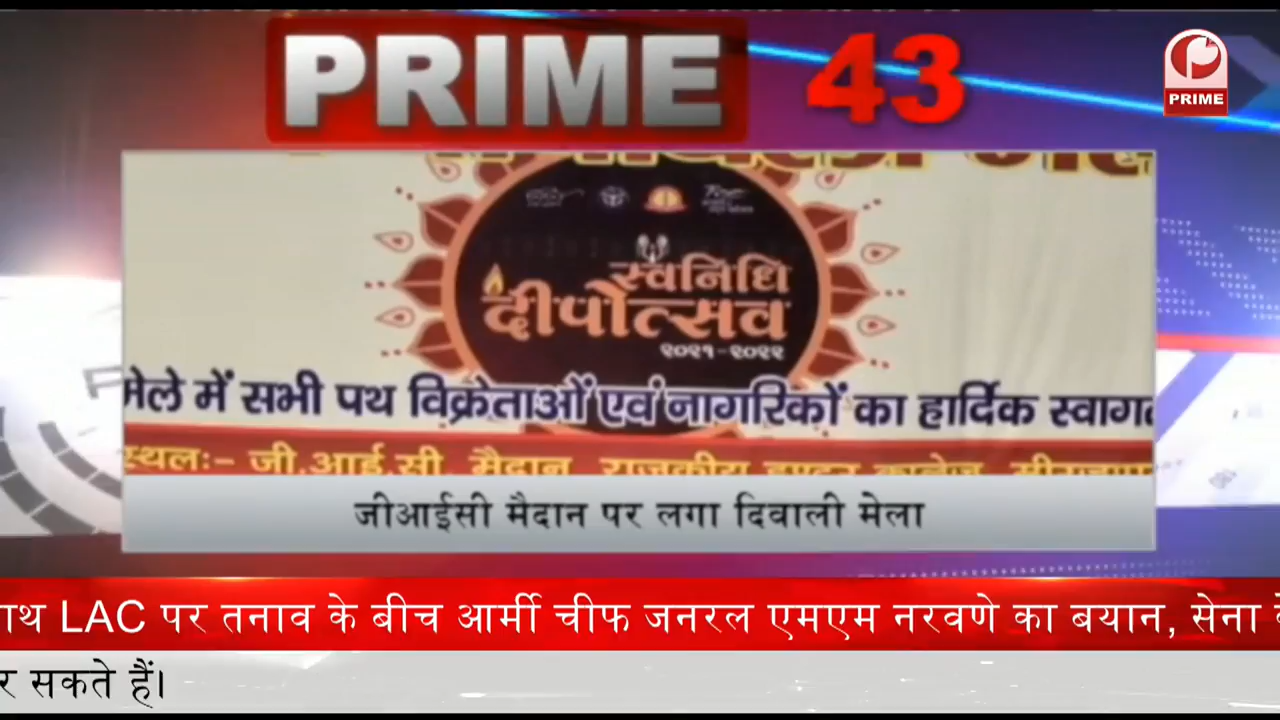 PRIME 43
PRIME
स्वनिधि
दीपोत्सव
२०२१-२०२२
मेले में सभी पथ विक्रेताओं एवं नागरिकों का हार्दिक
स्थलः- जी.आई.सी. मैदान
जीआईसी मैदान पर लगा दिवाली मेला
LAC पर तनाव के बीच आर्मी चीफ जनरल एमएम नरवणे का बयान, सेना
सकते हैं।